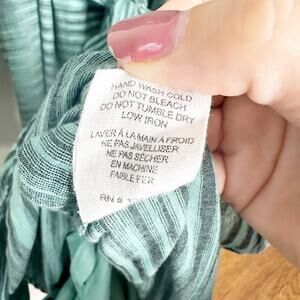 HAND WASH COLD
DO NOT BLEACH
DO NOT TUMBLE DRY
LOW IRON
LAVER À LA MAIN A FROID
NE PAS JAVELLISER
NE PAS SÉCHER
EN MACHINE
FAIBLE FER
RN #